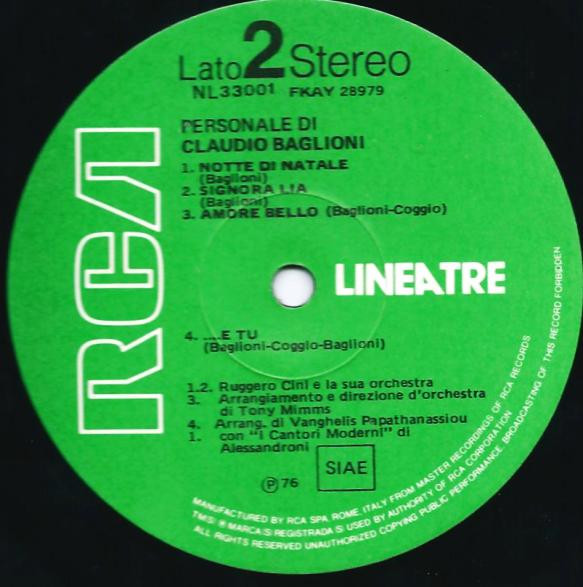 Lato 2 Stereo
NL33001 FKAY 28979
PERSONALE DI
CLAUDIO BAGLIONI
1. NOTTE DI NATALE
(Baglioni)
2. SIGNORA LIA
(Baglioni)
3. AMORE BELLO (Baglioni-Coggio)
RCA
LINEATRE
4. ....E TU
(Baglioni-Coggio-Baglioni)
1.2. Ruggero Cini e la sua orchestra
3. Arrangiamento e direzione d'orchestra
di Tony Mimms
4. Arrang. di Vanghelis Papathanassiou
1. con "I Cantori Moderni" di
Alessandroni
SIAE
℗ 76
MANUFACTURED BY RCA SPA, ROME, ITALY FROM MASTER RECORDINGS OF RCA RECORDS
TM(S) ® MARCA(S) REGISTRADA(S) USED BY AUTHORITY OF RCA CORPORATION
ALL RIGHTS RESERVED UNAUTHORIZED COPYING PUBLIC PERFORMANCE BROADCASTING OF THIS RECORD FORBIDDEN